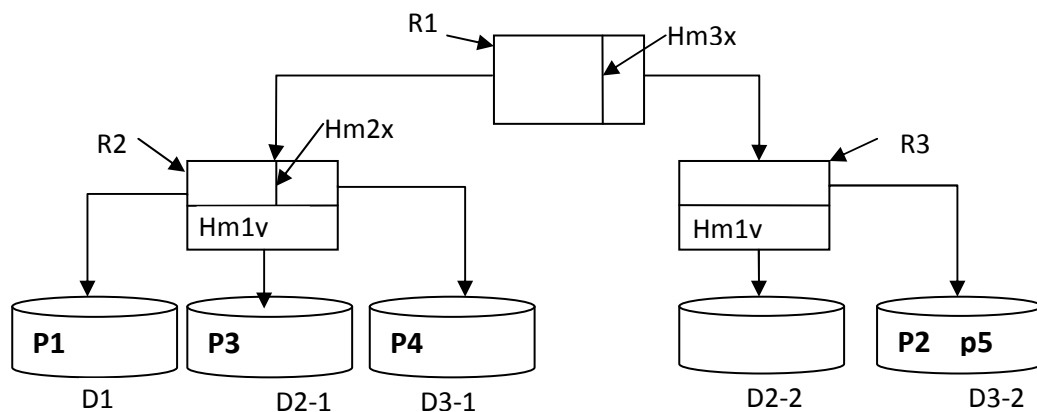 R1
Hm3x
R2
Hm2x
R3
Hm1v
Hm1v
P1
P3
P4
P2 p5
D1
D2-1
D3-1
D2-2
D3-2